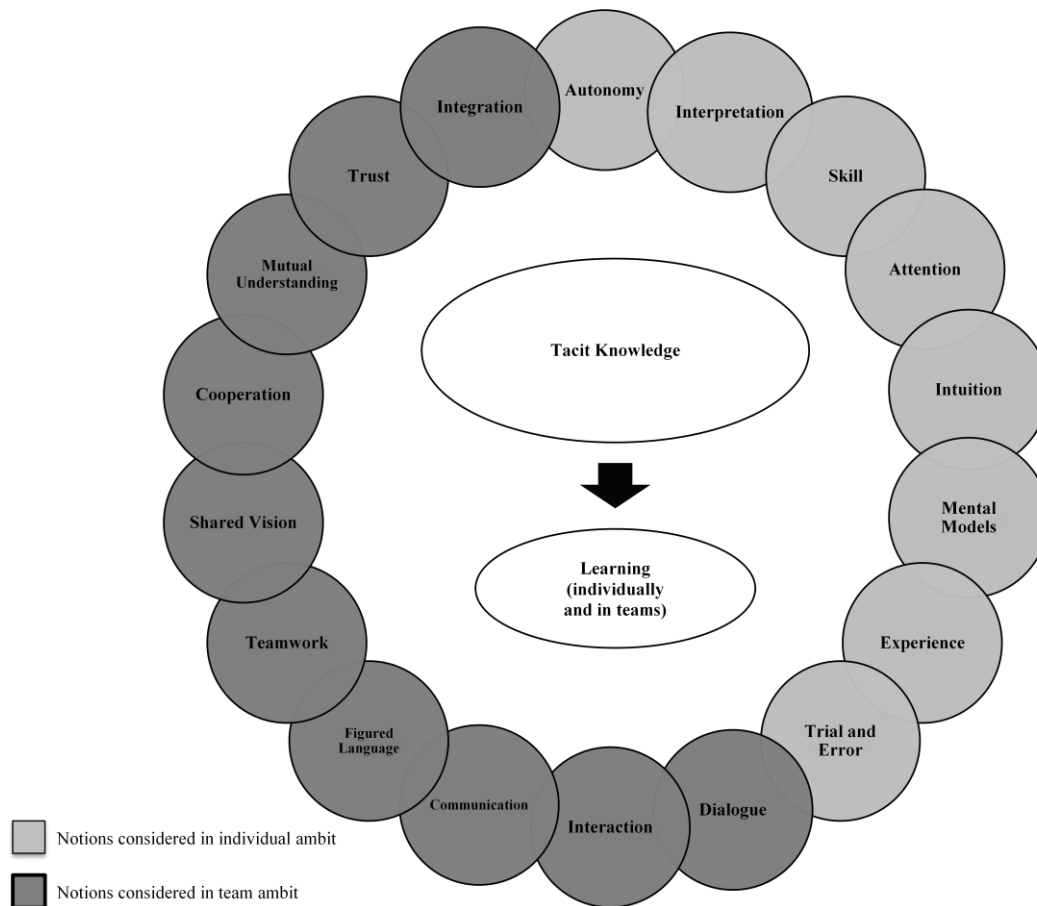 Autonomy
Interpretation
Skill
Attention
Intuition
Mental
Models
Experience
Trial and
Error
Dialogue
Interaction
Communication
Figured
Language
Teamwork
Shared Vision
Cooperation
Mutual
Understanding
Trust
Integration
Tacit Knowledge
Learning
(individually
and in teams)
Notions considered in individual ambit
Notions considered in team ambit